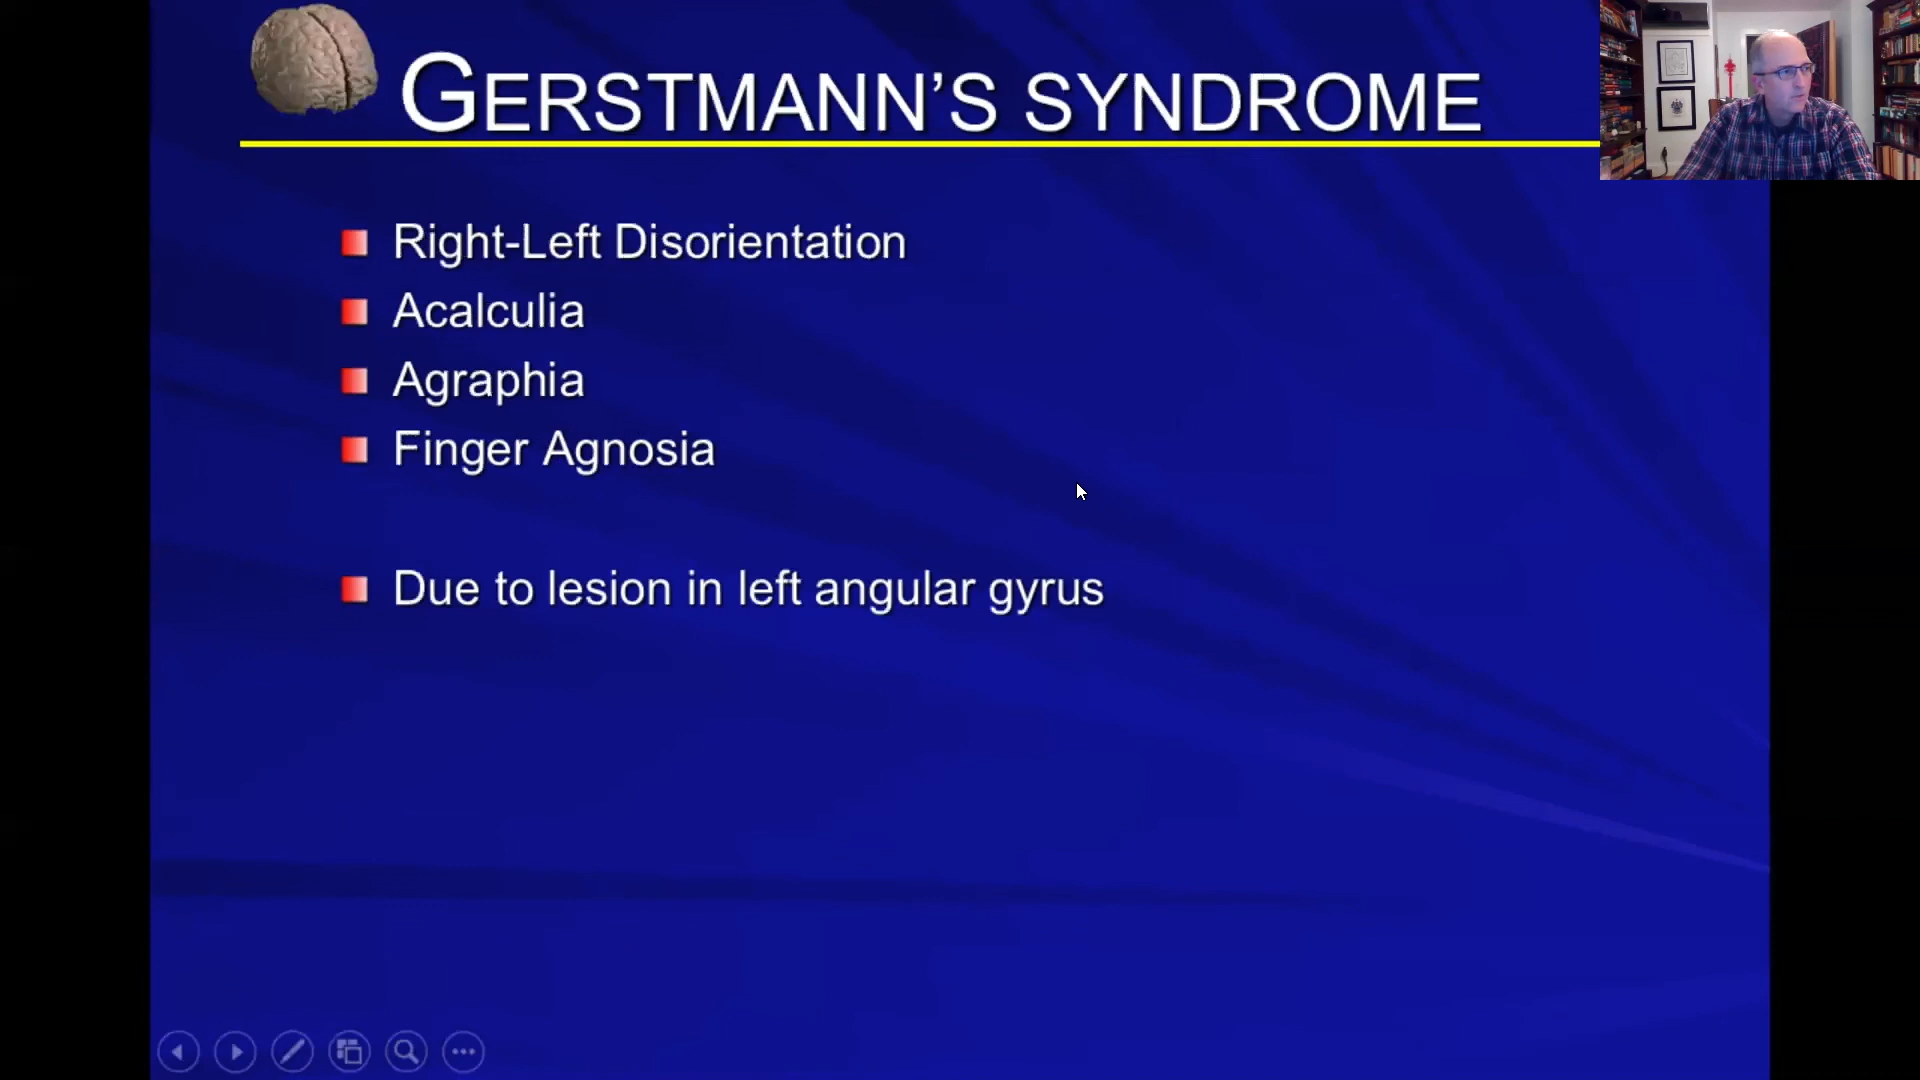 GERSTMANN'S SYNDROME
Right-Left Disorientation
Acalculia
Agraphia
Finger Agnosia
Due to lesion in left angular gyrus